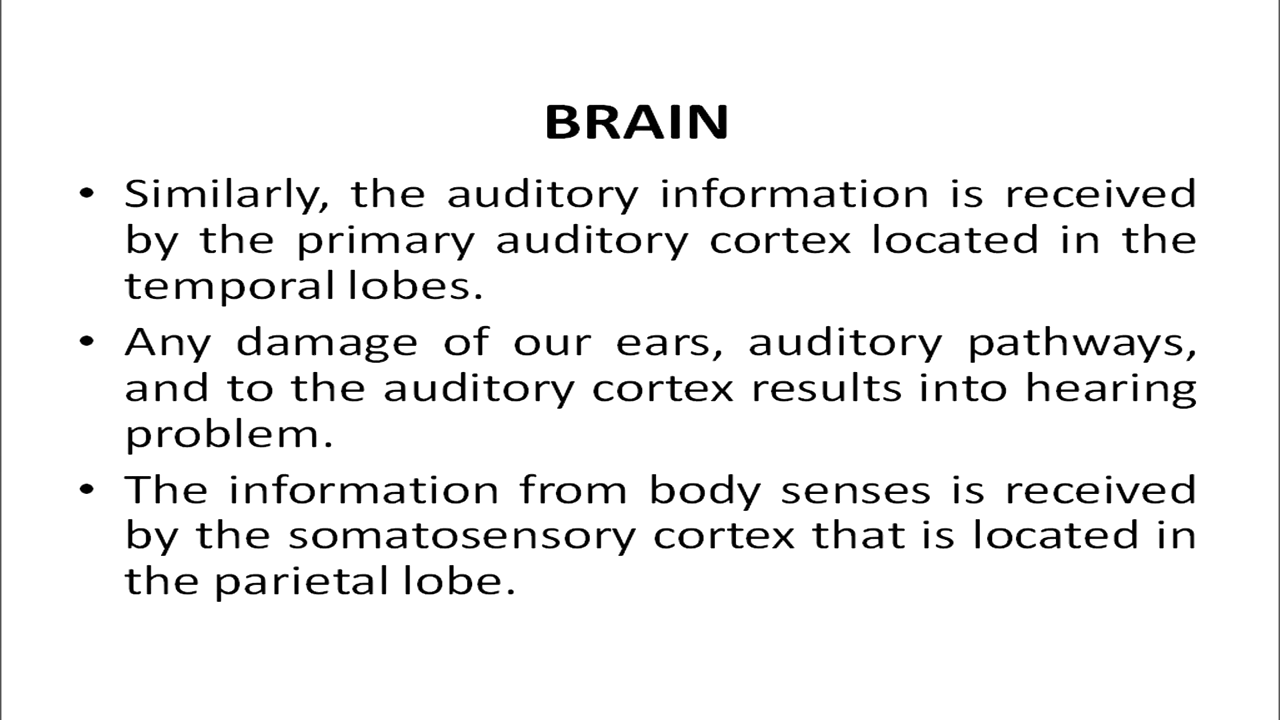 BRAIN
• Similarly, the auditory information is received
by the primary auditory cortex located in the
temporal lobes.
• Any damage of our ears, auditory pathways,
and to the auditory cortex results into hearing
problem.
• The information from body senses is received
by the somatosensory cortex that is located in
the parietal lobe.